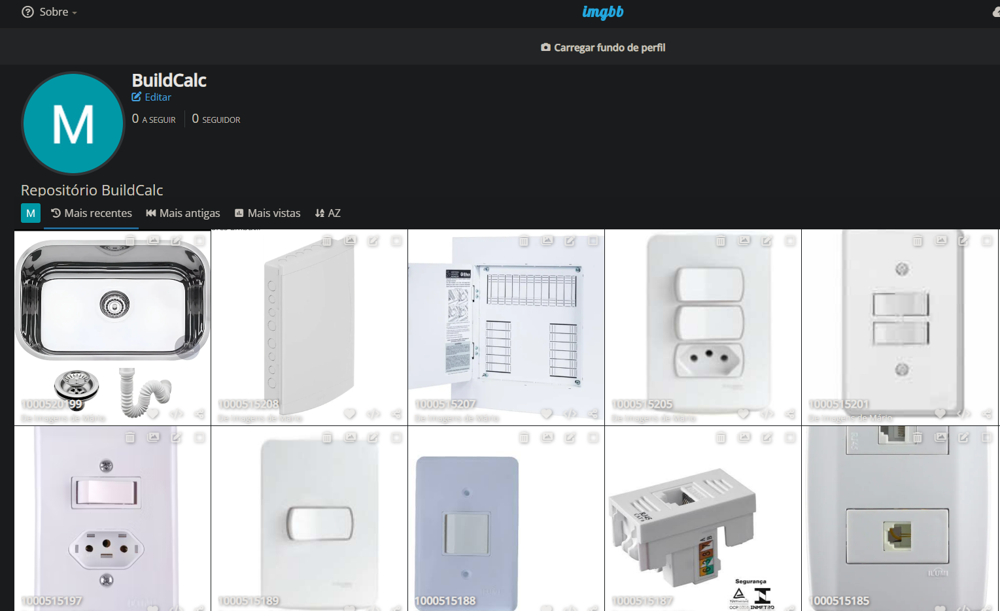 Sobre
imgbb
Carregar fundo de perfil
M
BuildCalc
Editar
0 A SEGUIR
0 SEGUIDOR
Repositório BuildCalc
M
Mais recentes
Mais antigas
Mais vistas
AZ
1000520199
De Imagens de Mário
1000515208
De Imagens de Mário
1000515207
De Imagens de Mário
1000515205
De Imagens de Mário
1000515201
De Imagens de Mário
1000515197
1000515189
1000515188
RJ45
CAT
A B
Segurança
INMETRO
1000515187
ILUMI
1000515185